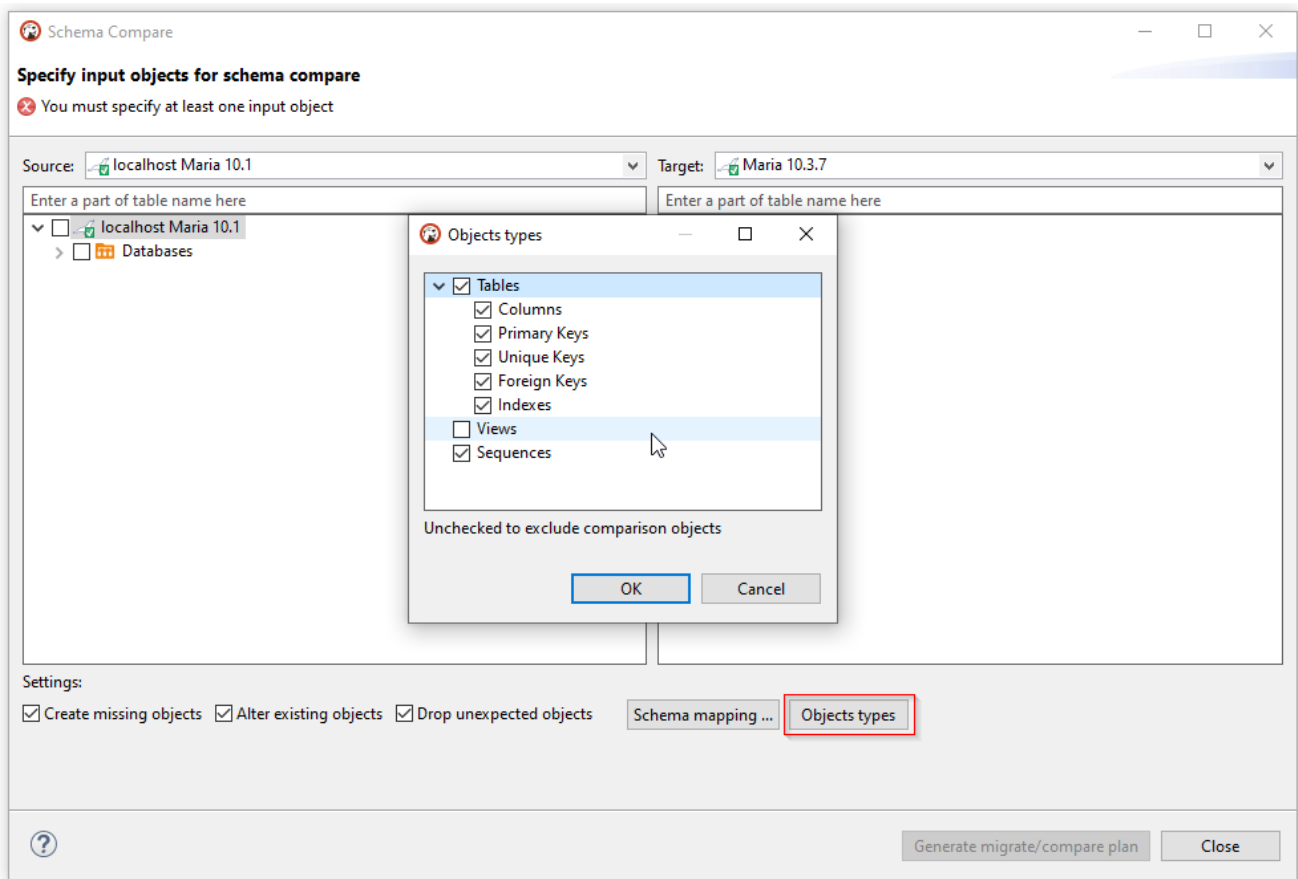 Schema Compare
Specify input objects for schema compare
You must specify at least one input object
Source: localhost Maria 10.1 Target: Maria 10.3.7
Enter a part of table name here Enter a part of table name here
localhost Maria 10.1
Databases
Objects types
Tables
Columns
Primary Keys
Unique Keys
Foreign Keys
Indexes
Views
Sequences
Unchecked to exclude comparison objects
OK Cancel
Settings:
Create missing objects Alter existing objects Drop unexpected objects Schema mapping ... Objects types
? Generate migrate/compare plan Close